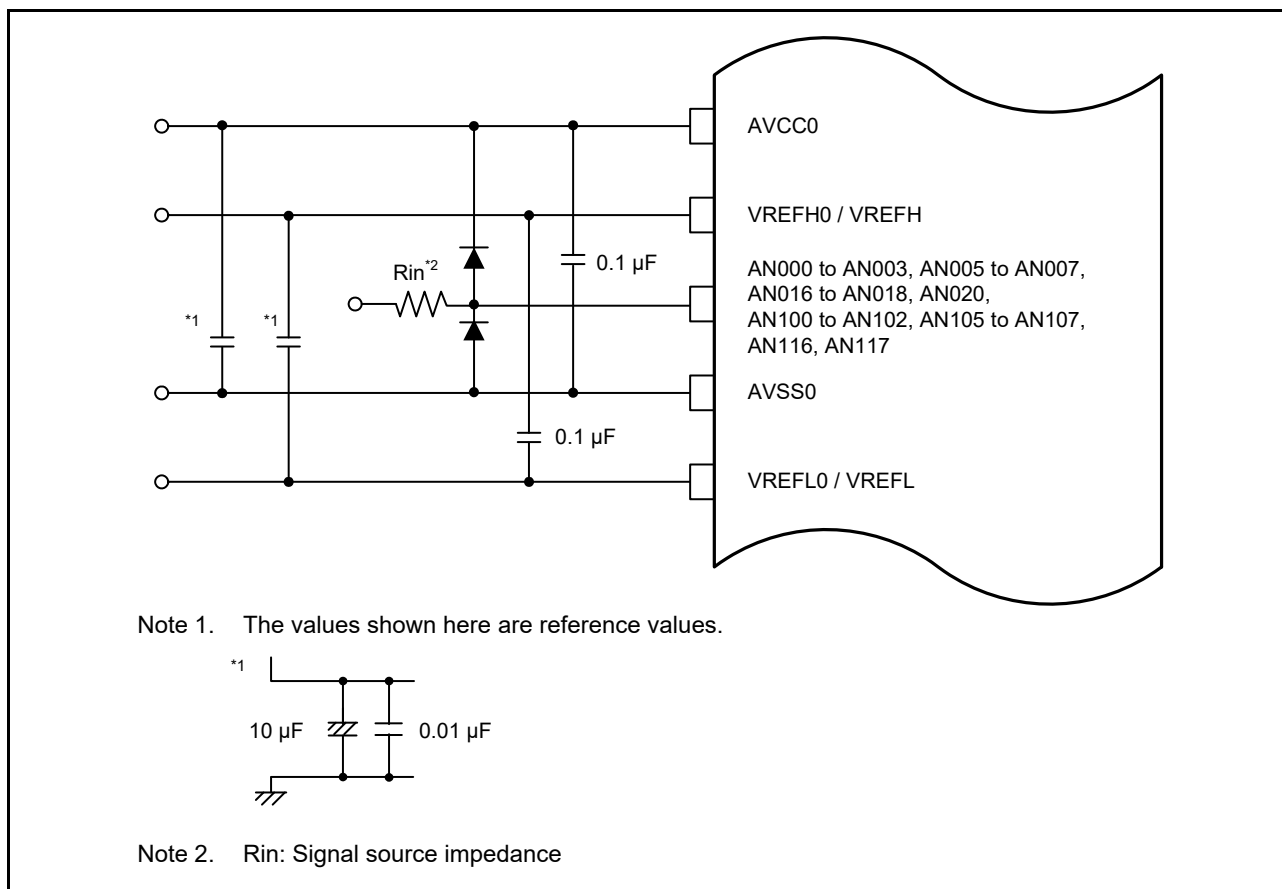 AVCC0
VREFH0 / VREFH
Rin*2
0.1 µF
AN000 to AN003, AN005 to AN007,
AN016 to AN018, AN020,
AN100 to AN102, AN105 to AN107,
AN116, AN117
*1
*1
AVSS0
0.1 µF
VREFL0 / VREFL
Note 1. The values shown here are reference values.
*1
10 µF
0.01 µF
Note 2. Rin: Signal source impedance